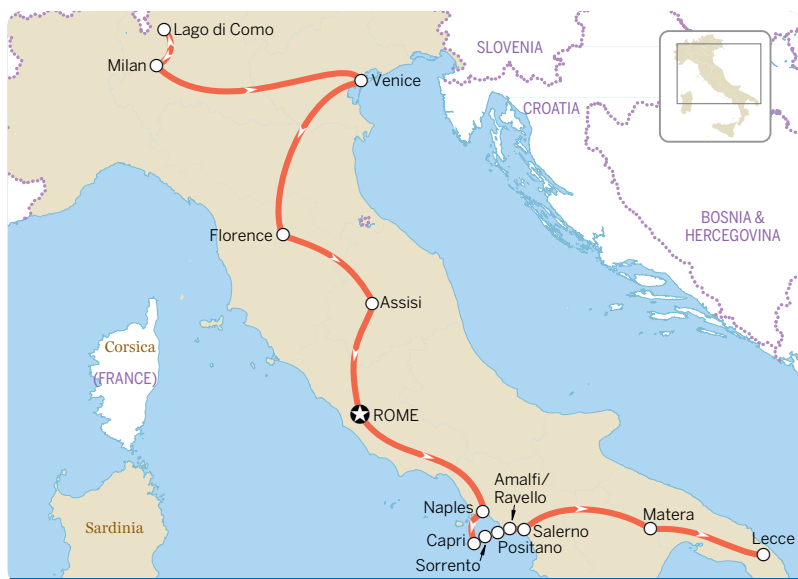 Lago di Como
Milan
Venice
SLOVENIA
CROATIA
BOSNIA &
HERCEGOVINA
Florence
Assisi
Corsica
(FRANCE)
ROME
Sardinia
Naples
Amalfi/
Ravello
Capri
Sorrento
Positano
Salerno
Matera
Lecce